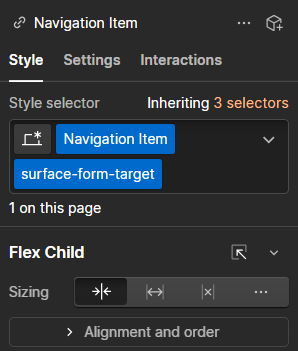 Navigation Item
Style Settings Interactions
Style selector Inheriting 3 selectors
Navigation Item
surface-form-target
1 on this page
Flex Child
Sizing
Alignment and order